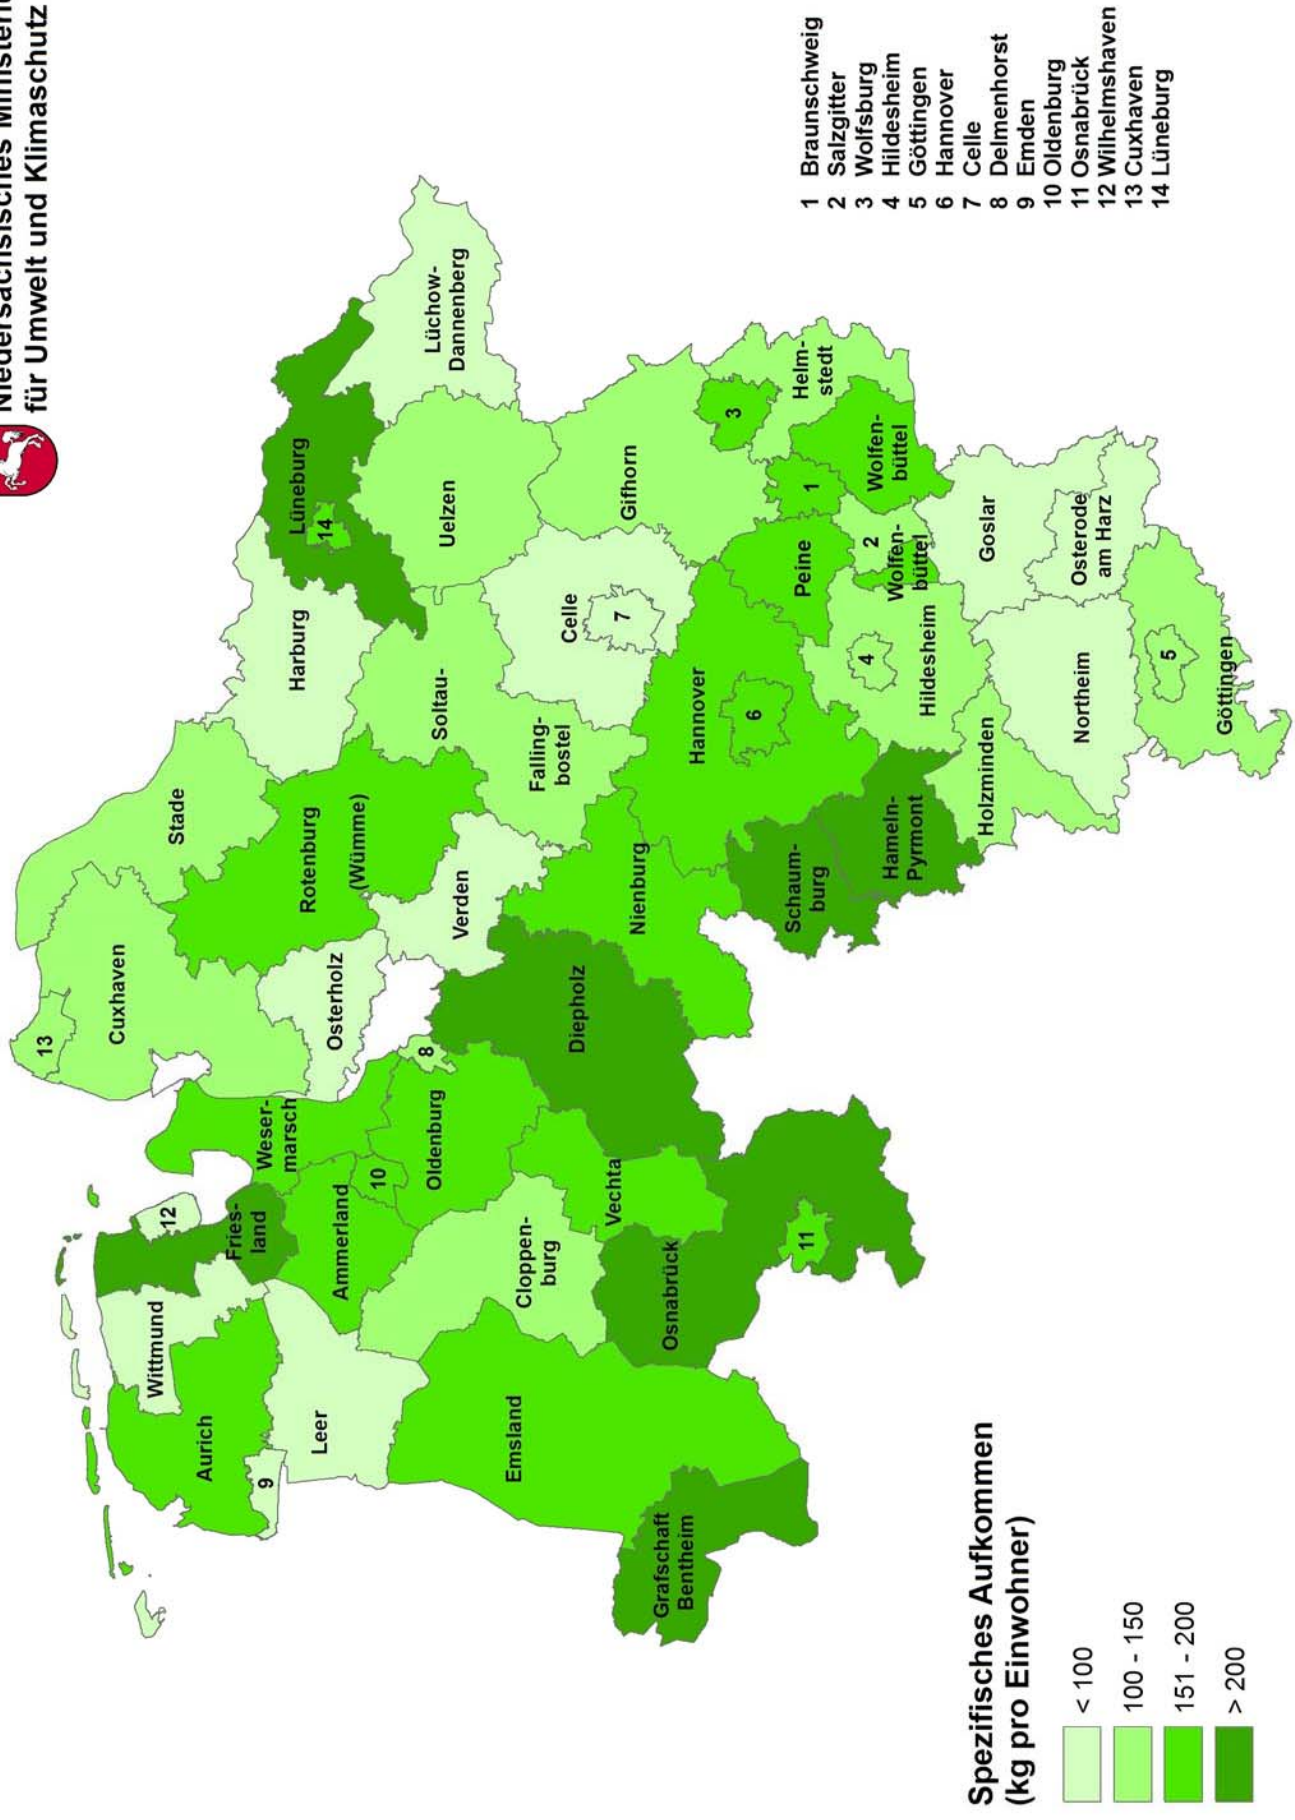 Niedersächsisches
für Umwelt und Klimaschutz
13
Cuxhaven
Stade
Harburg
Lüneburg
14
Lüchow-
Dannenberg
Uelzen
Soltau-
Falling-
bostel
Rotenburg
(Wümme)
Osterholz
Verden
Celle
7
Gifhorn
3
Helm-
stedt
Wolfen-
büttel
1
Peine
2
Wolfen-
büttel
Hannover
6
Hildesheim
4
Goslar
Osterode
am Harz
Northeim
Göttingen
5
Holzminden
Hameln-
Pyrmont
Schaum-
burg
Nienburg
Diepholz
8
Oldenburg
10
Weser-
marsch
12
Fries-
land
Ammerland
Wittmund
Aurich
9
Leer
Cloppen-
burg
Vechta
Emsland
Osnabrück
11
Grafschaft
Bentheim
1 Braunschweig
2 Salzgitter
3 Wolfsburg
4 Hildesheim
5 Göttingen
6 Hannover
7 Celle
8 Delmenhorst
9 Emden
10 Oldenburg
11 Osnabrück
12 Wilhelmshaven
13 Cuxhaven
14 Lüneburg
Spezifisches Aufkommen
(kg pro Einwohner)
< 100
100 - 150
151 - 200
> 200